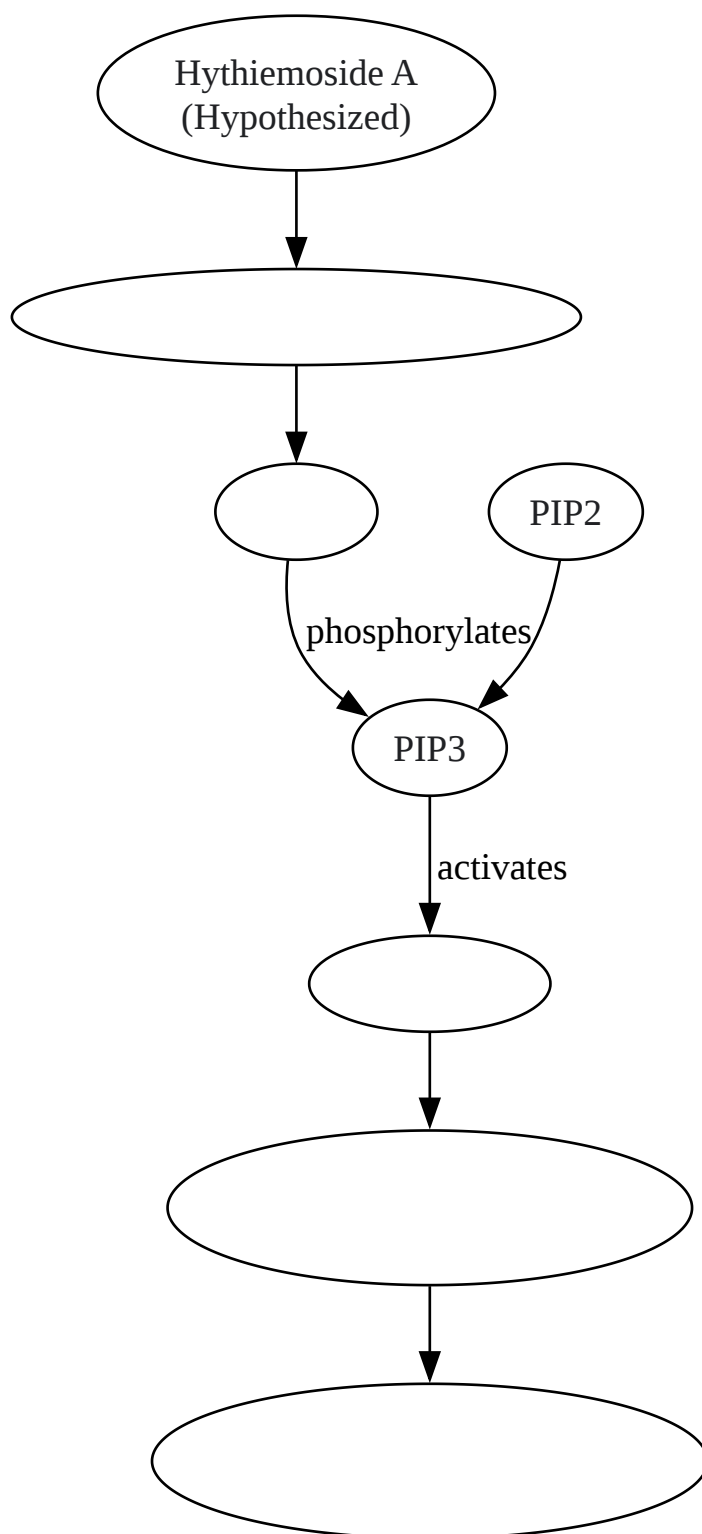 Hythiemoside A
(Hypothesized)
PIP2
phosphorylates
PIP3
activates